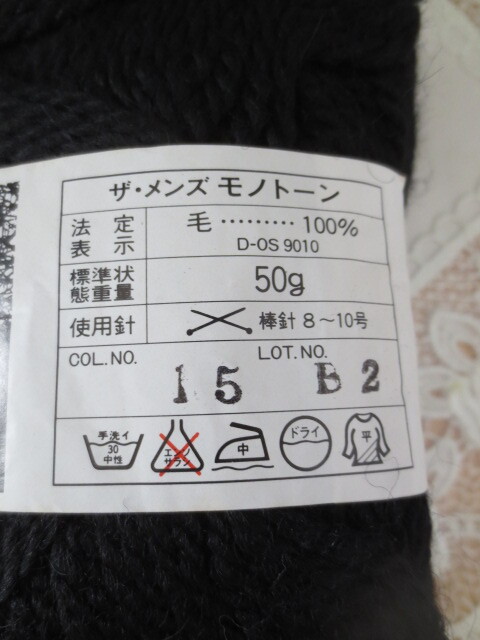 ザ・メンズ モノトーン
法定表示 毛 ········· 100%
D-OS 9010
標準状態重量 50g
使用針 棒針 8～10号
COL.NO. LOT.NO.
15 B2
手洗イ 30 中性
エンソサラシ
中
ドライ
平